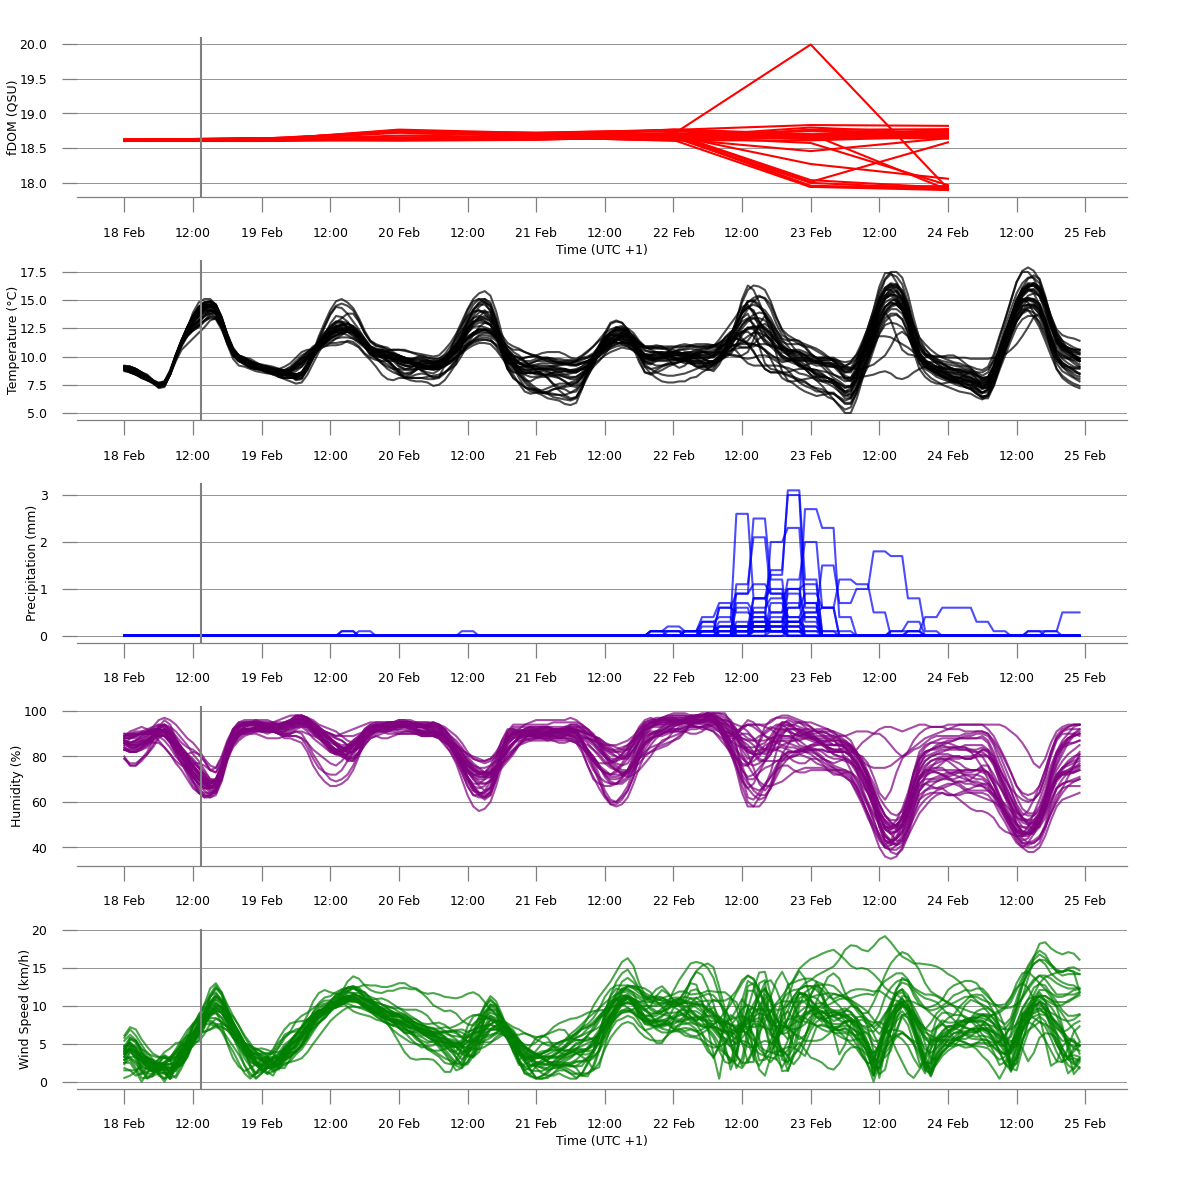 fDOM (QSU)
20.0
19.5
19.0
18.5
18.0
18 Feb 12:00 19 Feb 12:00 20 Feb 12:00 21 Feb 12:00 22 Feb 12:00 23 Feb 12:00 24 Feb 12:00 25 Feb
Time (UTC +1)
Temperature (°C)
17.5
15.0
12.5
10.0
7.5
5.0
18 Feb 12:00 19 Feb 12:00 20 Feb 12:00 21 Feb 12:00 22 Feb 12:00 23 Feb 12:00 24 Feb 12:00 25 Feb
Precipitation (mm)
3
2
1
0
18 Feb 12:00 19 Feb 12:00 20 Feb 12:00 21 Feb 12:00 22 Feb 12:00 23 Feb 12:00 24 Feb 12:00 25 Feb
Humidity (%)
100
80
60
40
18 Feb 12:00 19 Feb 12:00 20 Feb 12:00 21 Feb 12:00 22 Feb 12:00 23 Feb 12:00 24 Feb 12:00 25 Feb
Wind Speed (km/h)
20
15
10
5
0
18 Feb 12:00 19 Feb 12:00 20 Feb 12:00 21 Feb 12:00 22 Feb 12:00 23 Feb 12:00 24 Feb 12:00 25 Feb
Time (UTC +1)